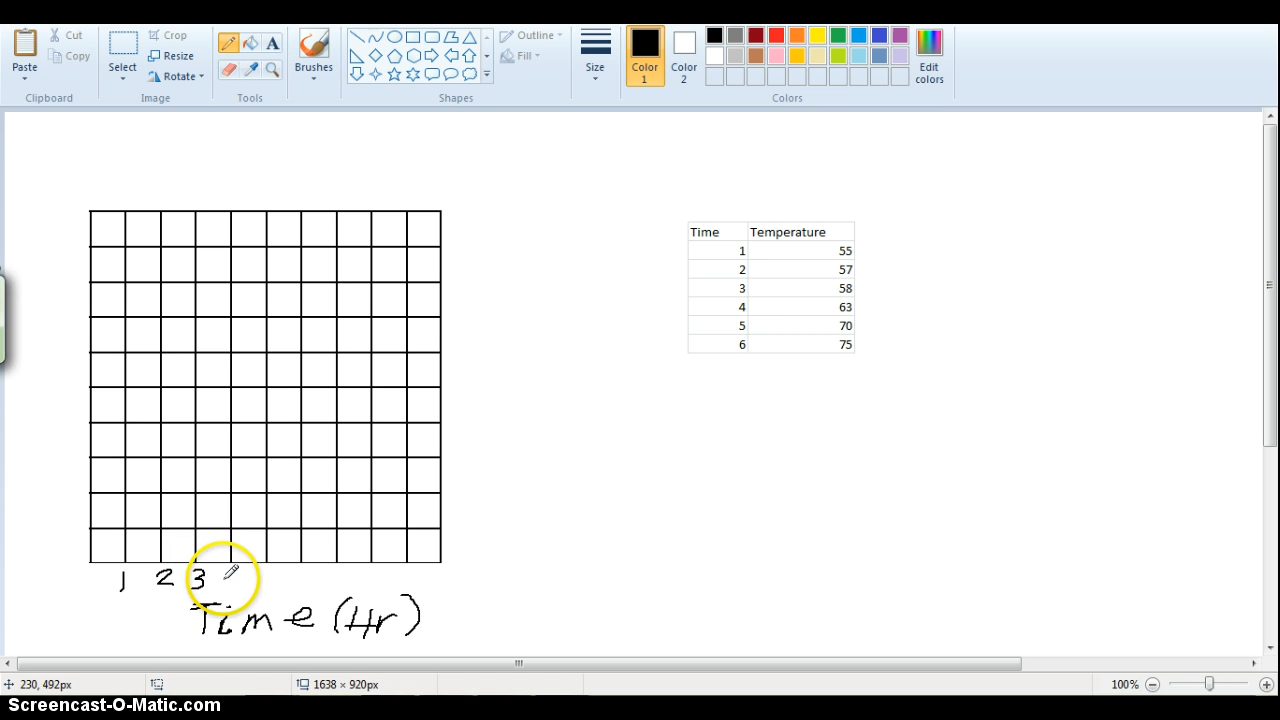 Paste
Cut
Copy
Clipboard
Select
Crop
Resize
Rotate
Image
A
Tools
Brushes
Outline
Fill
Shapes
Size
Color 1
Color 2
Edit colors
Colors
Time Temperature
1 55
2 57
3 58
4 63
5 70
6 75
1 2 3
Time (Hr)
230, 492px
1638 × 920px
100%
Screencast-O-Matic.com